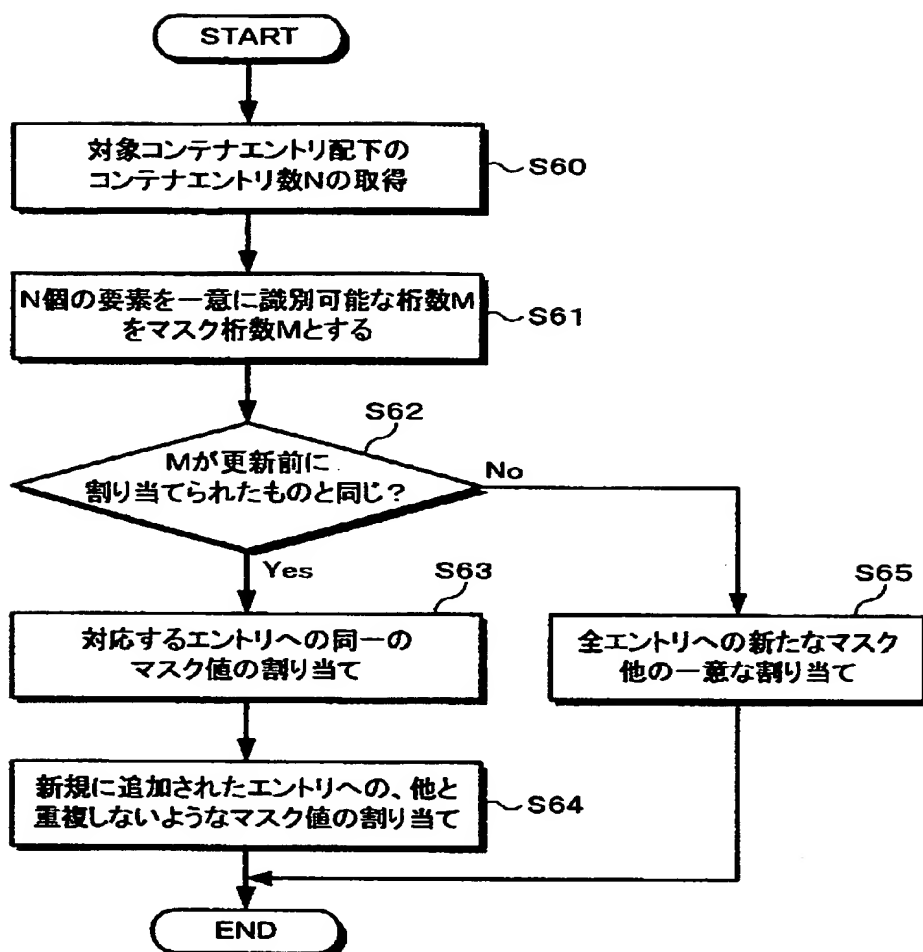 START
対象コンテナエントリ配下の
コンテナエントリ数Nの取得
S60
N個の要素を一意に識別可能な桁数M
をマスク桁数Mとする
S61
S62
Mが更新前に
割り当てられたものと同じ？
No
Yes
S63
対応するエントリへの同一の
マスク値の割り当て
S65
全エントリへの新たなマスク
他の一意な割り当て
新規に追加されたエントリへの、他と
重複しないようなマスク値の割り当て
S64
END